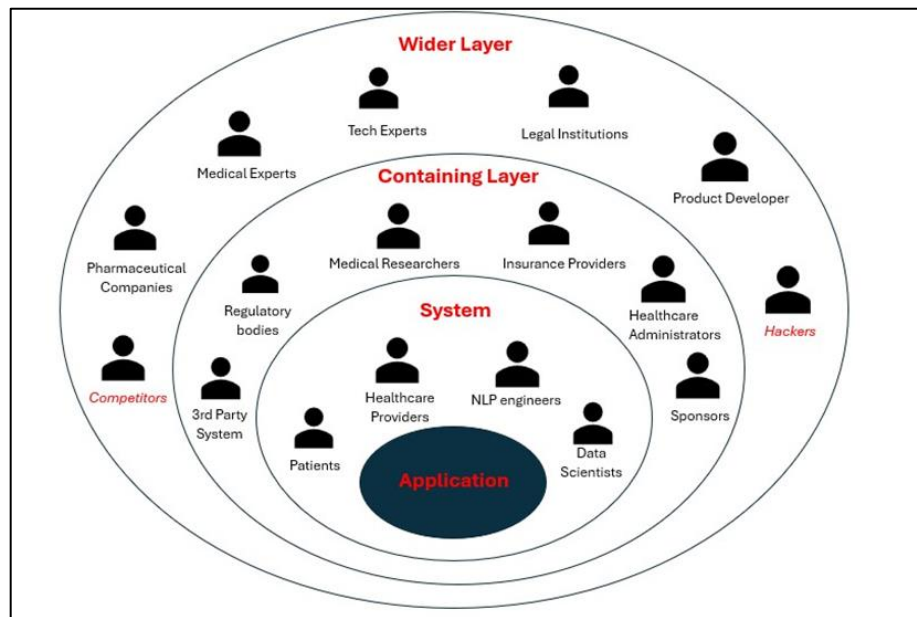 Wider Layer
Tech Experts
Legal Institutions
Medical Experts
Product Developer
Containing Layer
Pharmaceutical
Companies
Medical Researchers
Insurance Providers
Regulatory
bodies
Healthcare
Administrators
Hackers
System
Competitors
3rd Party
System
Healthcare
Providers
NLP engineers
Sponsors
Patients
Data
Scientists
Application